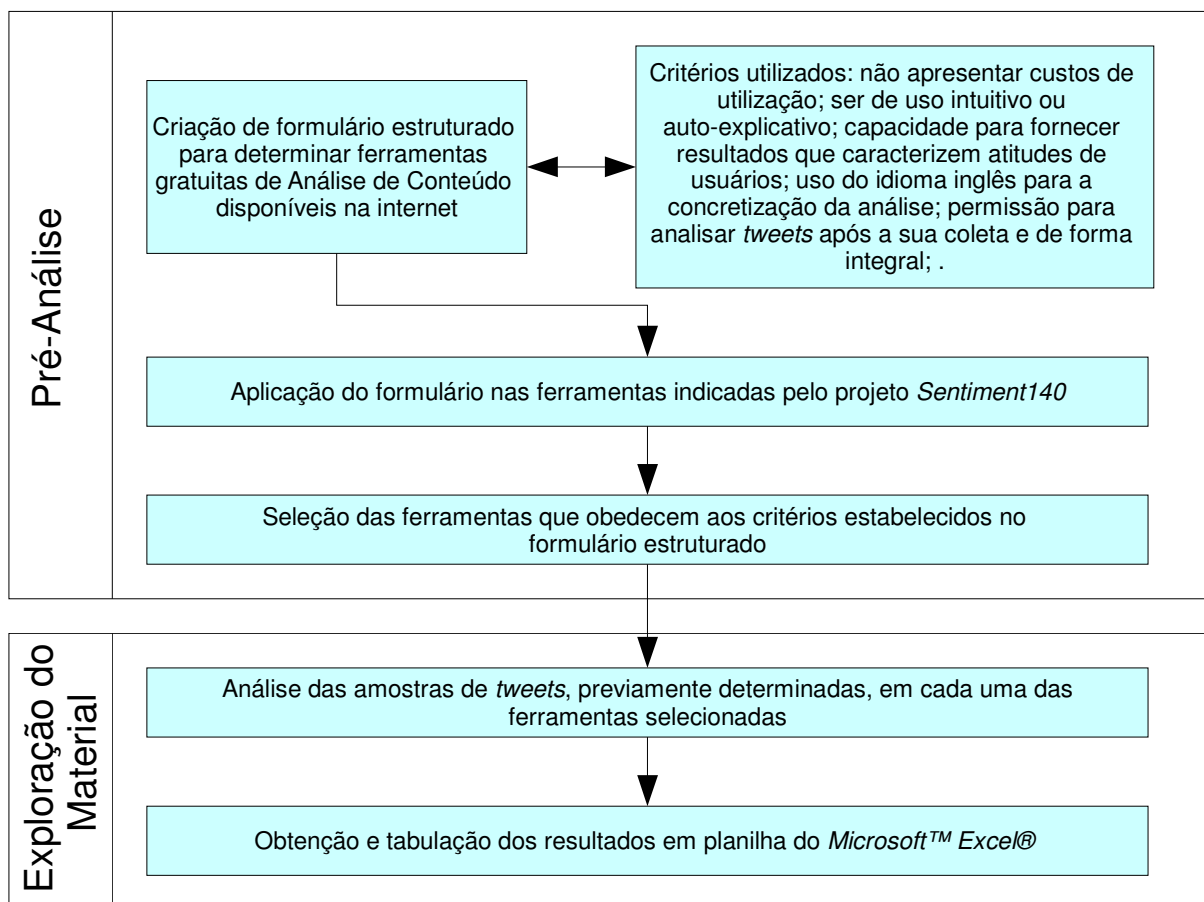 Pré-Análise
Criação de formulário estruturado
para determinar ferramentas
gratuitas de Análise de Conteúdo
disponíveis na internet
Critérios utilizados: não apresentar custos de
utilização; ser de uso intuitivo ou
auto-explicativo; capacidade para fornecer
resultados que caracterizem atitudes de
usuários; uso do idioma inglês para a
concretização da análise; permissão para
analisar tweets após a sua coleta e de forma
integral; .
Aplicação do formulário nas ferramentas indicadas pelo projeto Sentiment140
Seleção das ferramentas que obedecem aos critérios estabelecidos no
formulário estruturado
Exploração do
Material
Análise das amostras de tweets, previamente determinadas, em cada uma das
ferramentas selecionadas
Obtenção e tabulação dos resultados em planilha do Microsoft™ Excel®